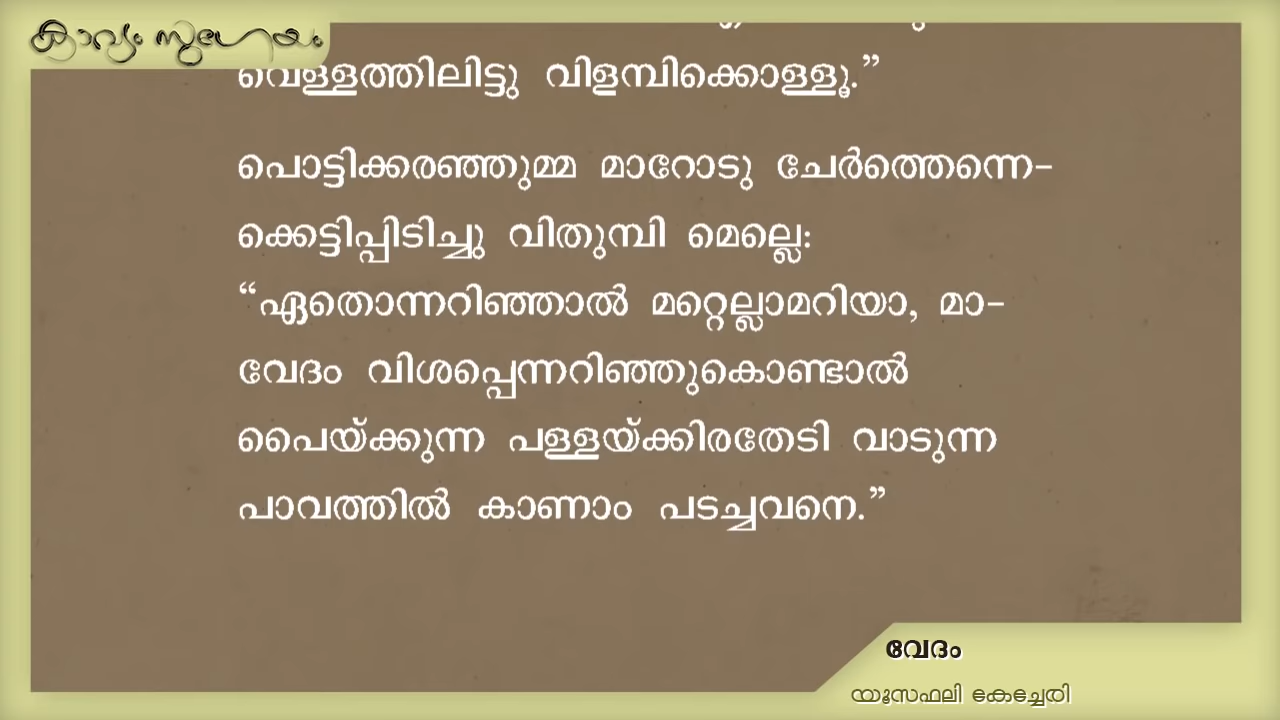 കാവ്യം സുഗേയം
വെള്ളത്തിലിട്ടു വിളമ്പിക്കൊള്ളൂ.”
പൊട്ടിക്കരഞ്ഞുമ്മ മാറോടു ചേർത്തെന്നെ-
ക്കെട്ടിപ്പിടിച്ചു വിതുമ്പി മെല്ലെ:
“ഏതൊന്നറിഞ്ഞാൽ മറ്റെല്ലാമറിയാ, മാ-
വേദം വിശപ്പെന്നറിഞ്ഞുകൊണ്ടാൽ
പൈയ്ക്കുന്ന പള്ളയ്ക്കിരതേടി വാടുന്ന
പാവത്തിൽ കാണാം പടച്ചവനെ.”
വേദം
യൂസഫലി കേച്ചേരി